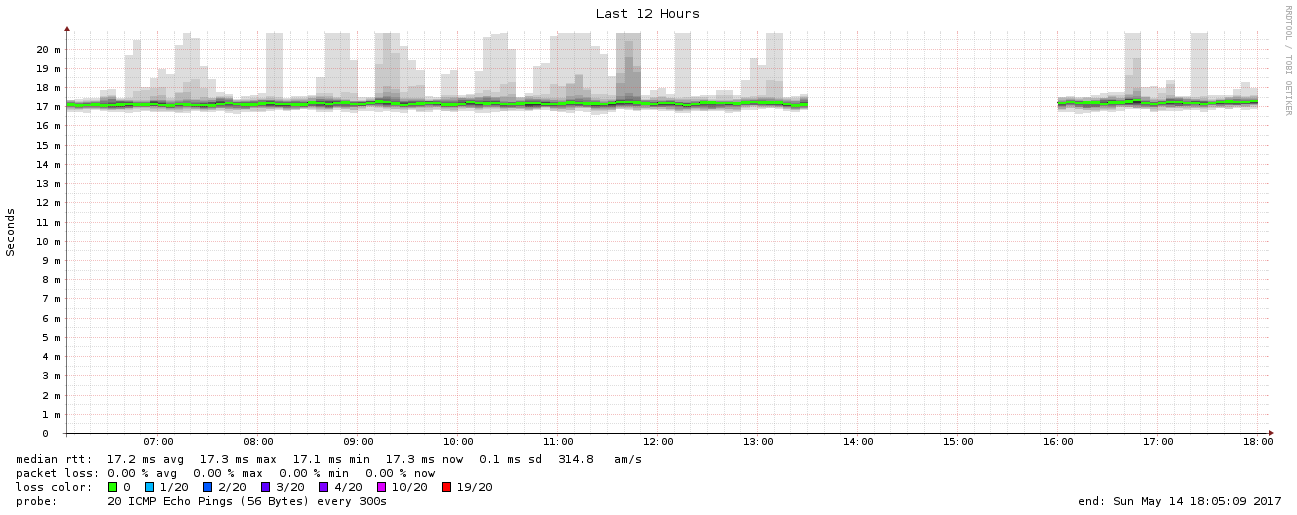 Last 12 Hours
RRDTOOL / TOBI OETIKER
Seconds
20 m
19 m
18 m
17 m
16 m
15 m
14 m
13 m
12 m
11 m
10 m
9 m
8 m
7 m
6 m
5 m
4 m
3 m
2 m
1 m
0
07:00 08:00 09:00 10:00 11:00 12:00 13:00 14:00 15:00 16:00 17:00 18:00
median rtt: 17.2 ms avg 17.3 ms max 17.1 ms min 17.3 ms now 0.1 ms sd 314.8 am/s
packet loss: 0.00 % avg 0.00 % max 0.00 % min 0.00 % now
loss color: 0 1/20 2/20 3/20 4/20 10/20 19/20
probe: 20 ICMP Echo Pings (56 Bytes) every 300s end: Sun May 14 18:05:09 2017